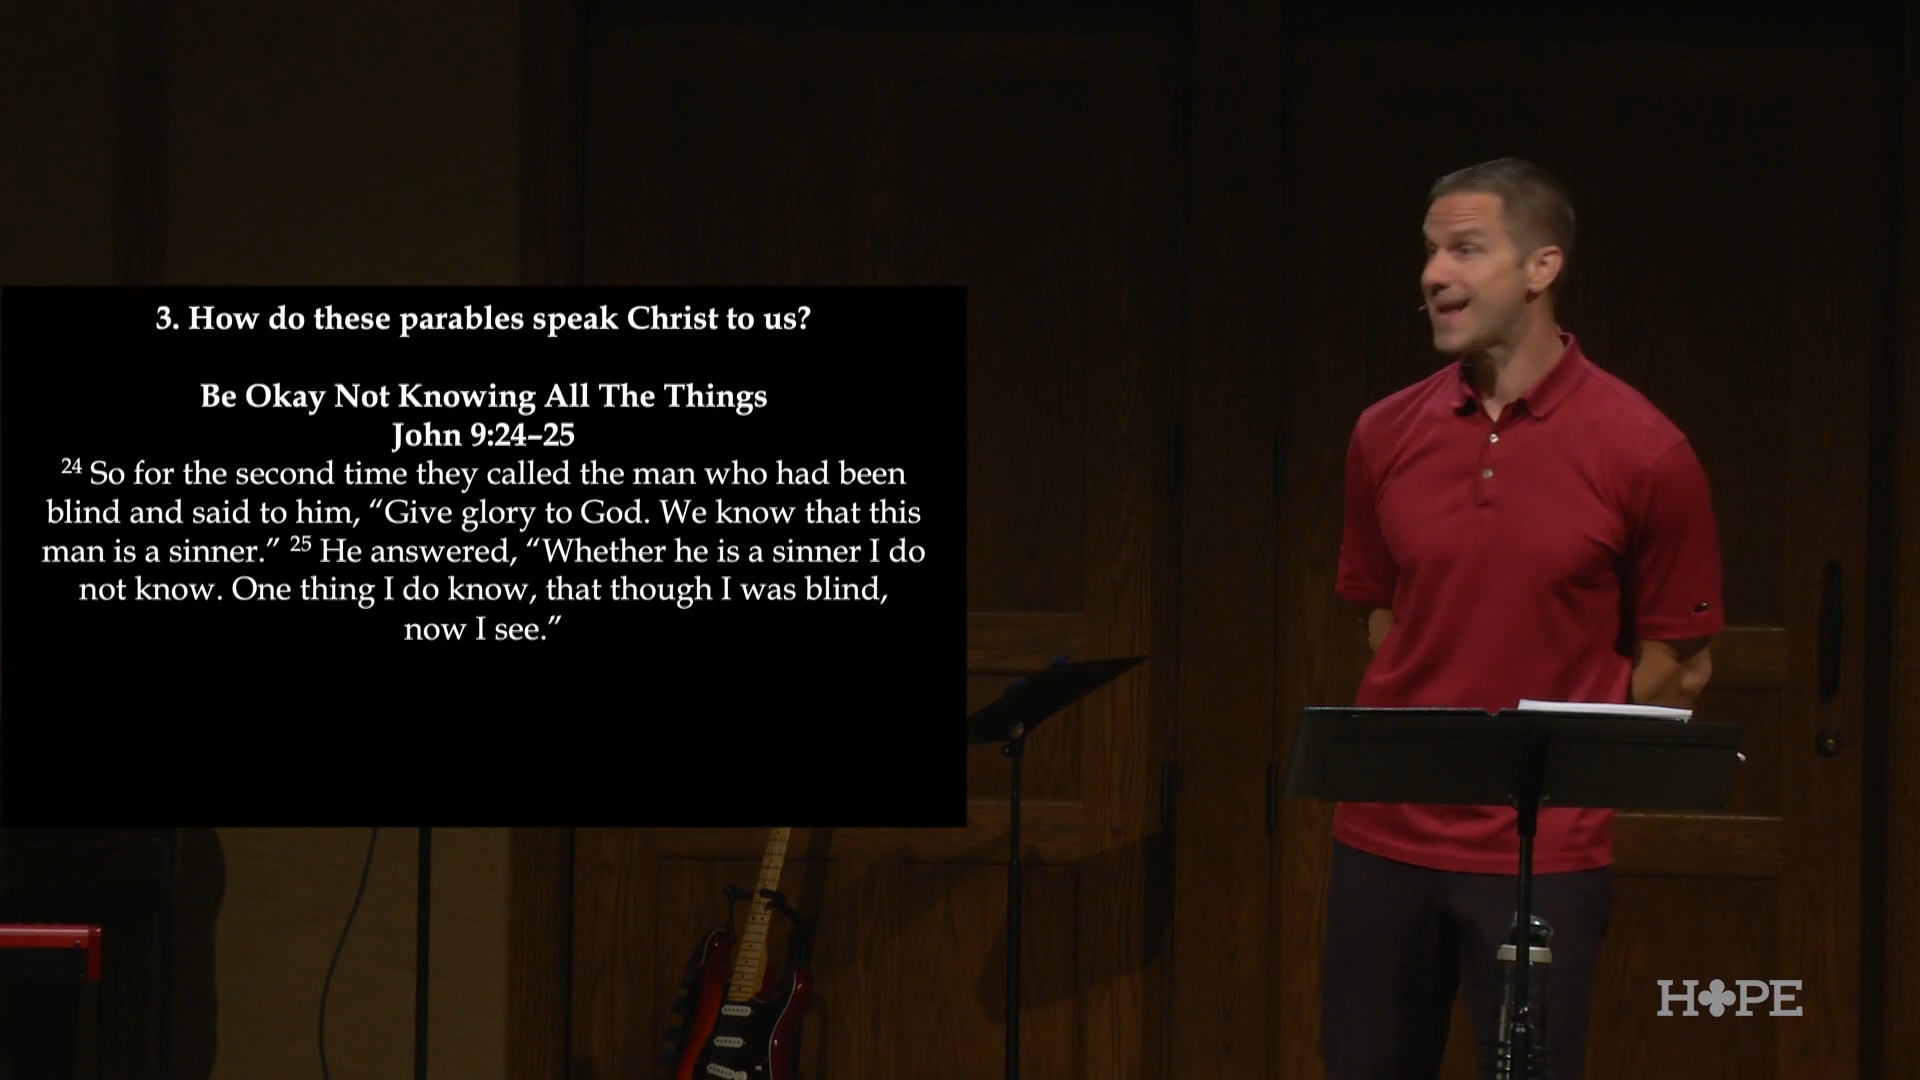 3. How do these parables speak Christ to us?
Be Okay Not Knowing All The Things
John 9:24–25
24 So for the second time they called the man who had been
blind and said to him, “Give glory to God. We know that this
man is a sinner.” 25 He answered, “Whether he is a sinner I do
not know. One thing I do know, that though I was blind,
now I see.”
HOPE